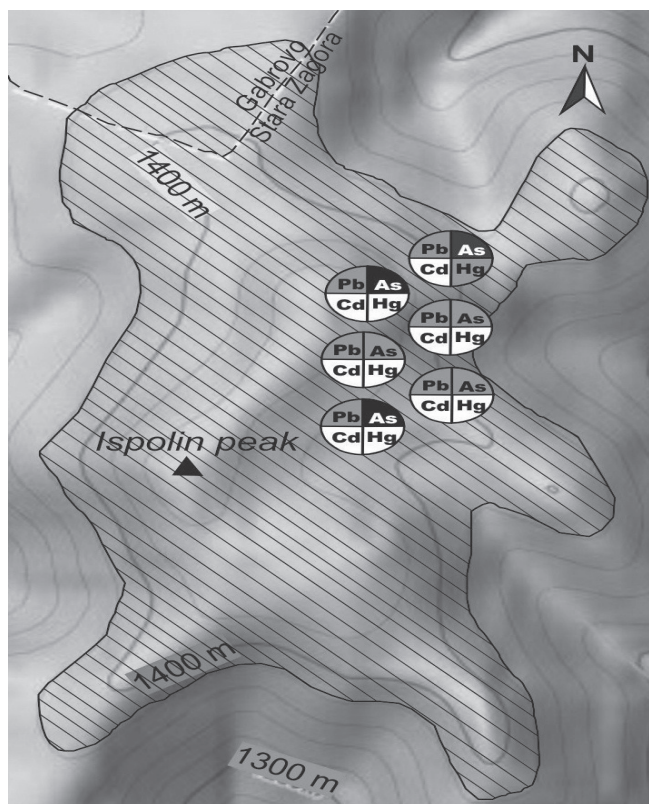 N
Gabrovo
Stara Zagora
1400 m
Pb As
Cd Hg
Pb As
Cd Hg
Pb As
Cd Hg
Pb As
Cd Hg
Pb As
Cd Hg
Pb As
Cd Hg
Ispolin peak
1400 m
1300 m